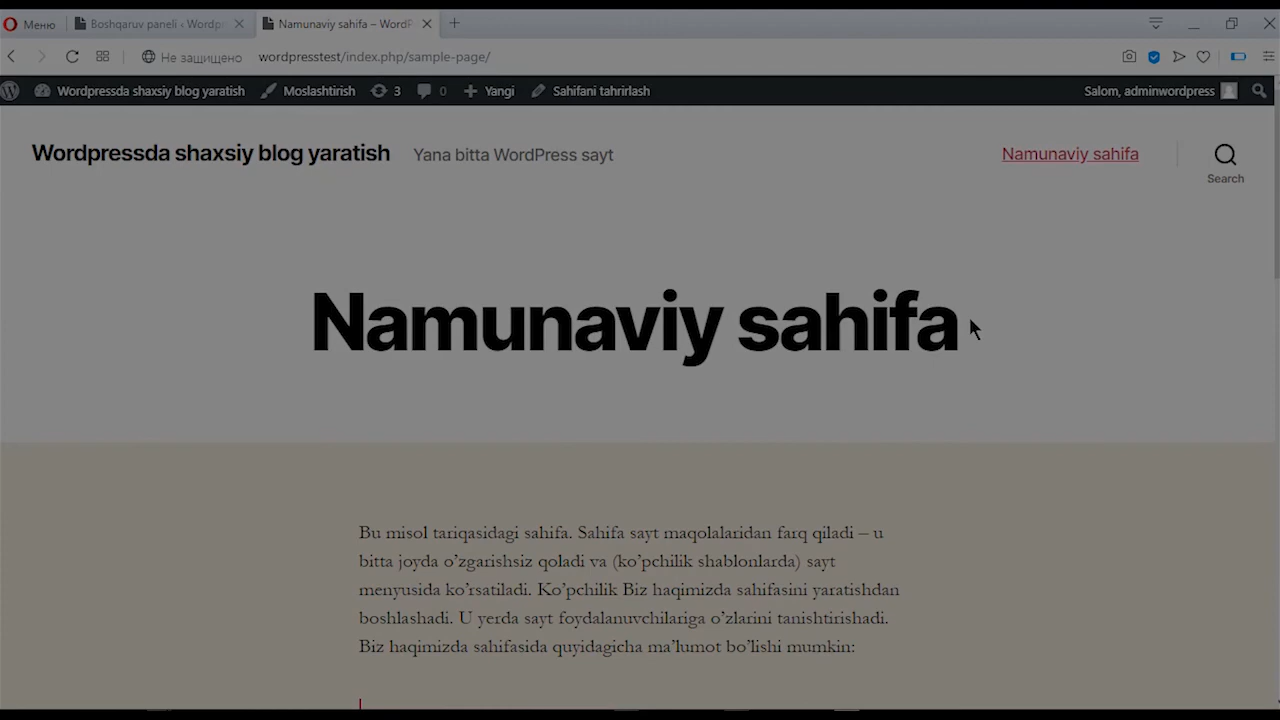 Меню
Boshqaruv paneli ‹ Wordpr
Namunaviy sahifa – WordP
Не защищено
wordpresstest/index.php/sample-page/
Wordpressda shaxsiy blog yaratish
Moslashtirish
3
0
Yangi
Sahifani tahrirlash
Salom, adminwordpress
Wordpressda shaxsiy blog yaratish
Yana bitta WordPress sayt
Namunaviy sahifa
Search
Namunaviy sahifa
Bu misol tariqasidagi sahifa. Sahifa sayt maqolalaridan farq qiladi – u
bitta joyda o’zgarishsiz qoladi va (ko’pchilik shablonlarda) sayt
menyusida ko’rsatiladi. Ko’pchilik Biz haqimizda sahifasini yaratishdan
boshlashadi. U yerda sayt foydalanuvchilariga o’zlarini tanishtirishadi.
Biz haqimizda sahifasida quyidagicha ma’lumot bo’lishi mumkin: